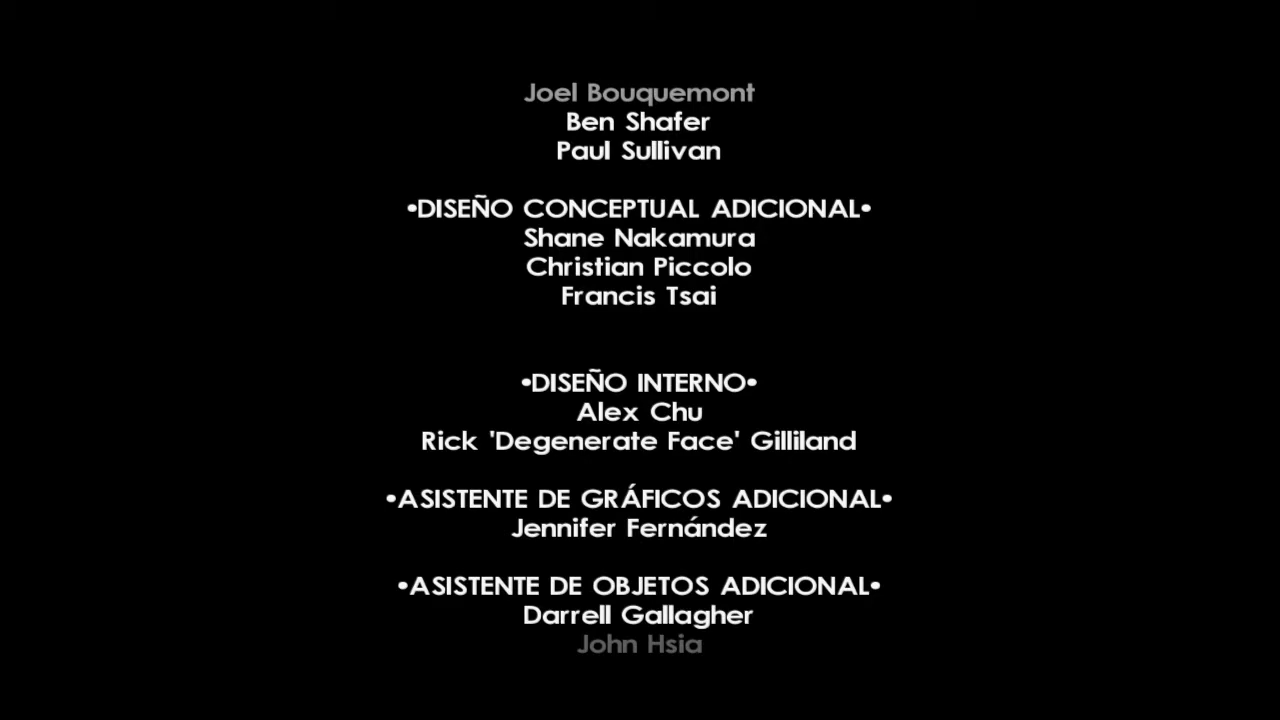 Joel Bouquemont
Ben Shafer
Paul Sullivan
•DISEÑO CONCEPTUAL ADICIONAL•
Shane Nakamura
Christian Piccolo
Francis Tsai
•DISEÑO INTERNO•
Alex Chu
Rick 'Degenerate Face' Gilliland
•ASISTENTE DE GRÁFICOS ADICIONAL•
Jennifer Fernández
•ASISTENTE DE OBJETOS ADICIONAL•
Darrell Gallagher
John Hsia